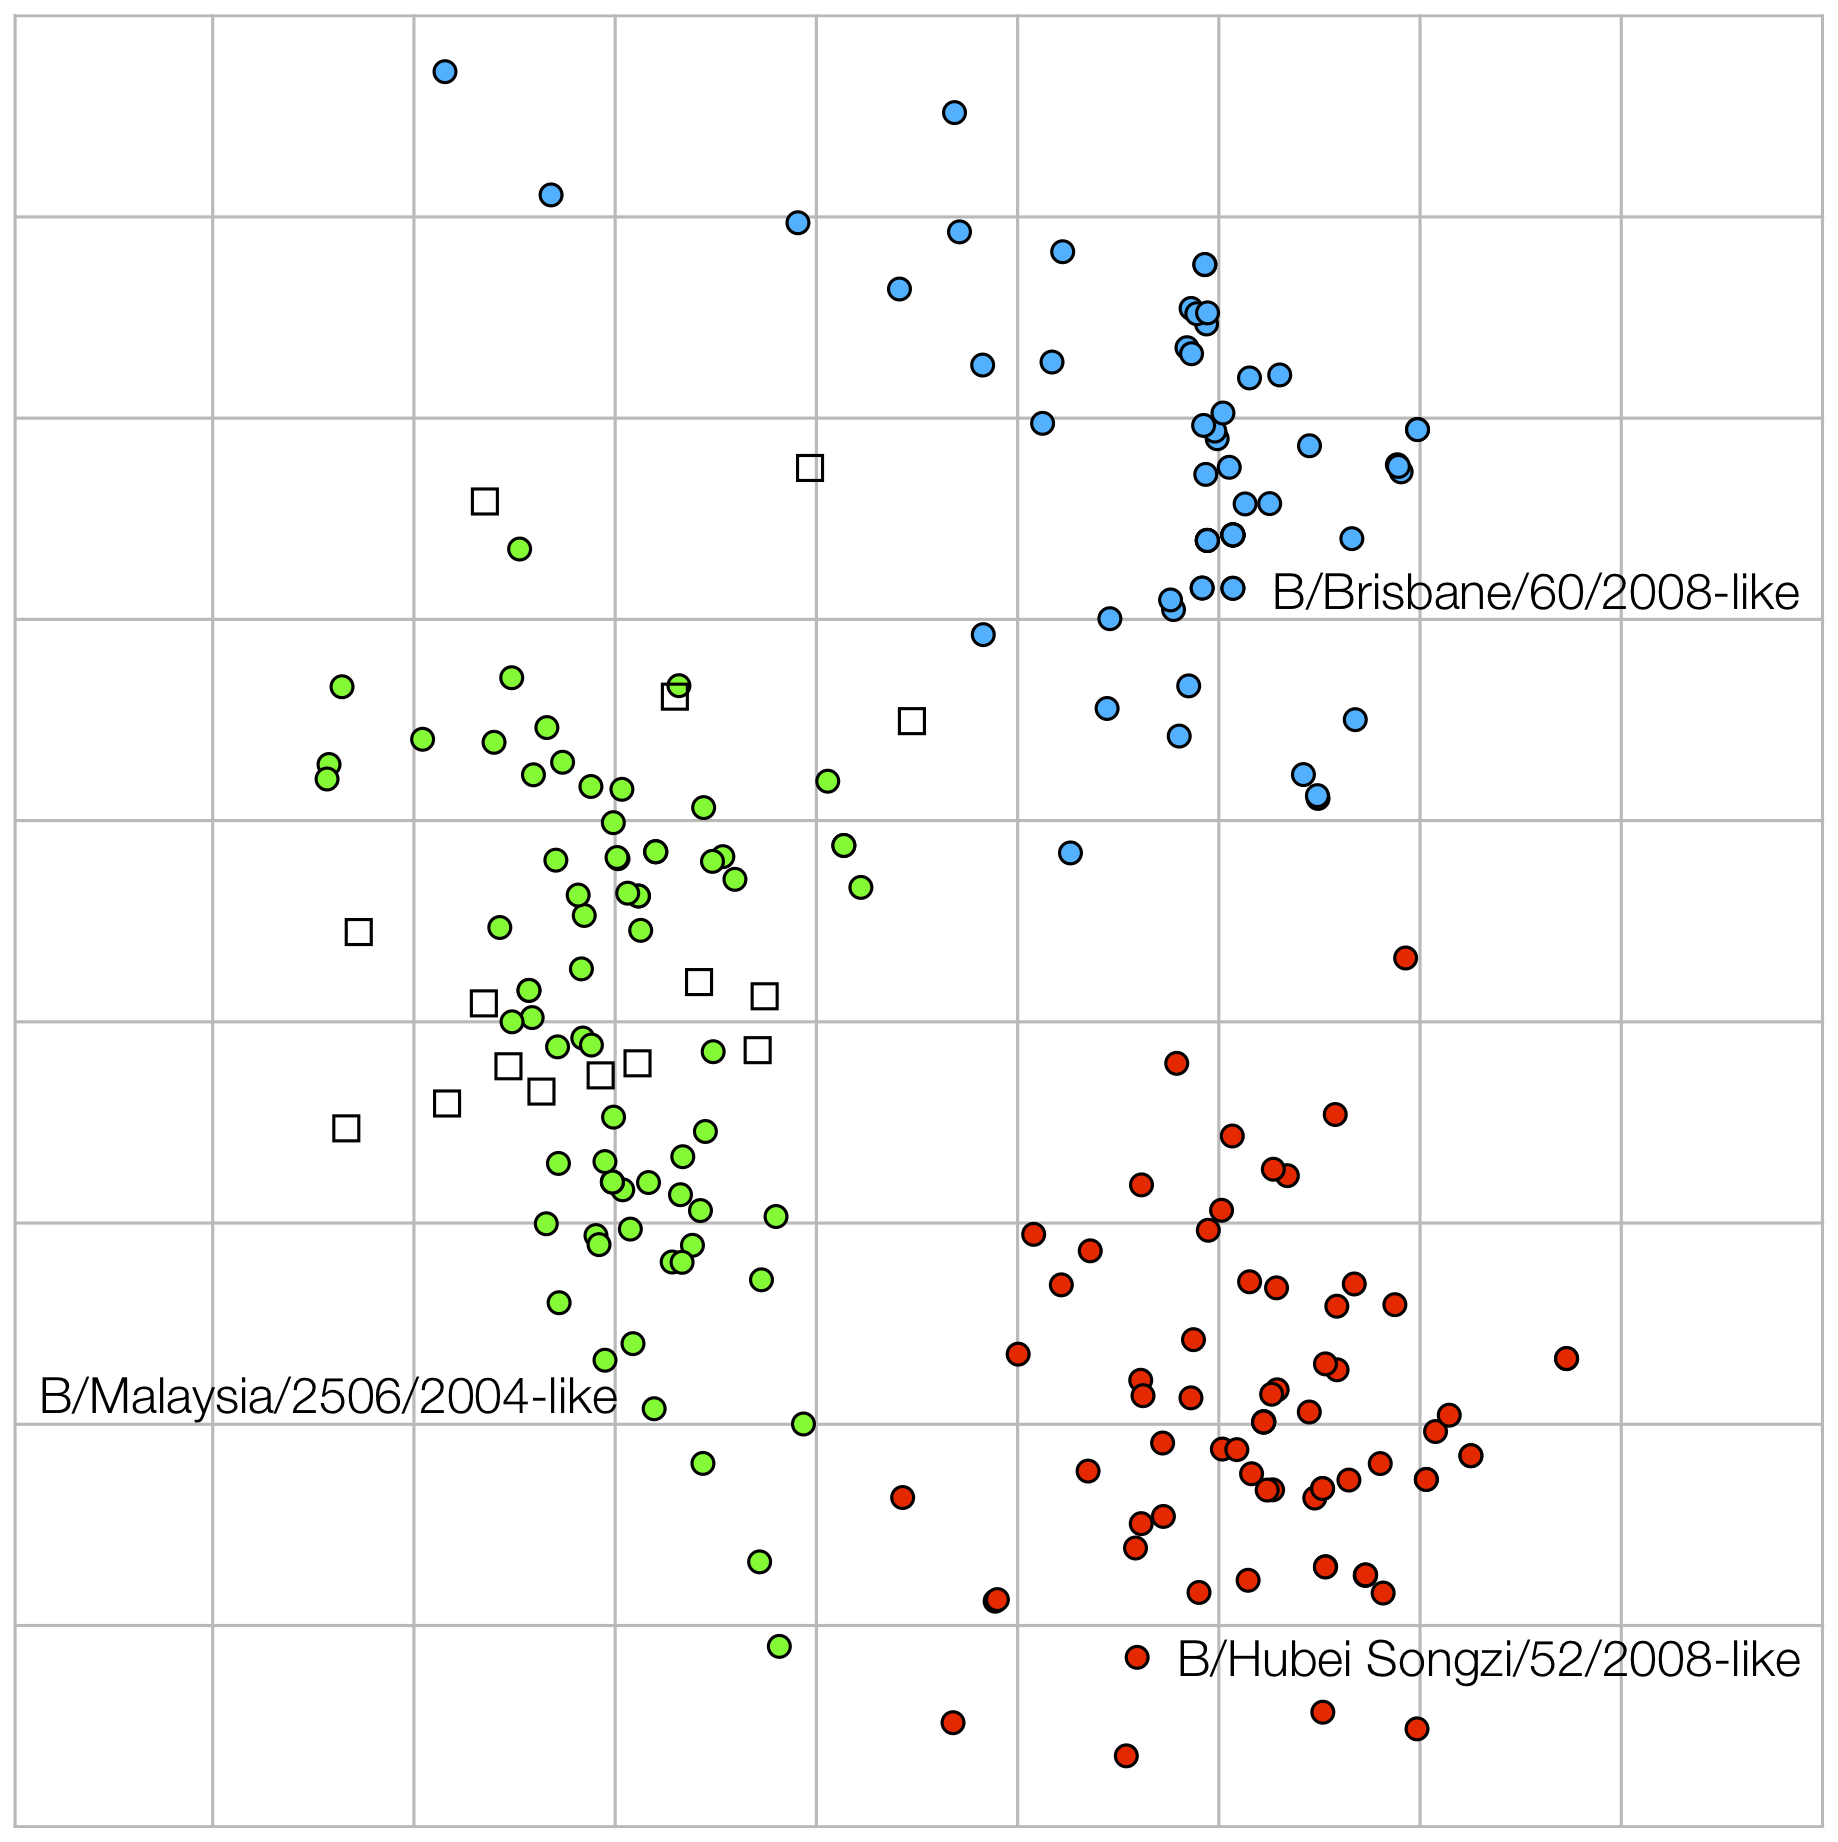 B/Brisbane/60/2008-like
B/Malaysia/2506/2004-like
B/Hubei Songzi/52/2008-like